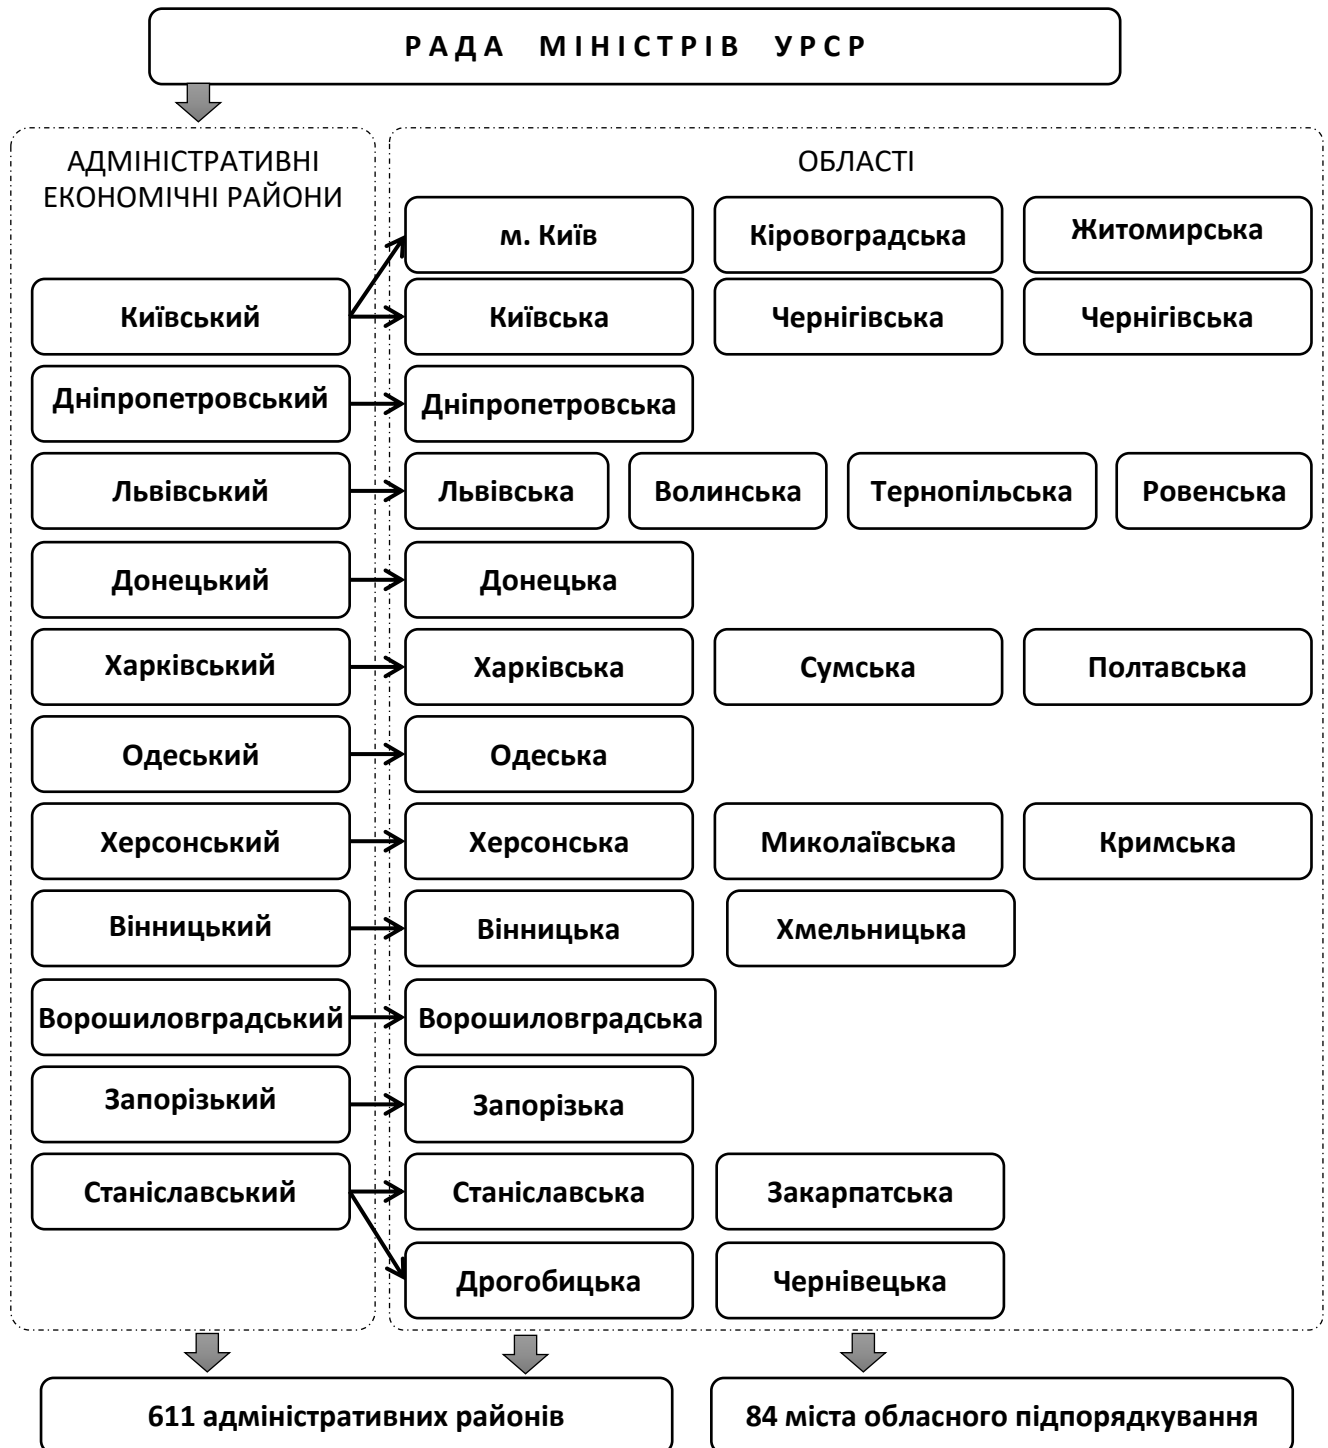 РАДА МІНІСТРІВ УРСР
АДМІНІСТРАТИВНІ
ЕКОНОМІЧНІ РАЙОНИ
ОБЛАСТІ
м. Київ
Кіровоградська
Житомирська
Київський
Київська
Чернігівська
Чернігівська
Дніпропетровський
Дніпропетровська
Львівський
Львівська
Волинська
Тернопільська
Ровенська
Донецький
Донецька
Харківський
Харківська
Сумська
Полтавська
Одеський
Одеська
Херсонський
Херсонська
Миколаївська
Кримська
Вінницький
Вінницька
Хмельницька
Ворошиловградський
Ворошиловградська
Запорізький
Запорізька
Станіславський
Станіславська
Закарпатська
Дрогобицька
Чернівецька
611 адміністративних районів
84 міста обласного підпорядкування